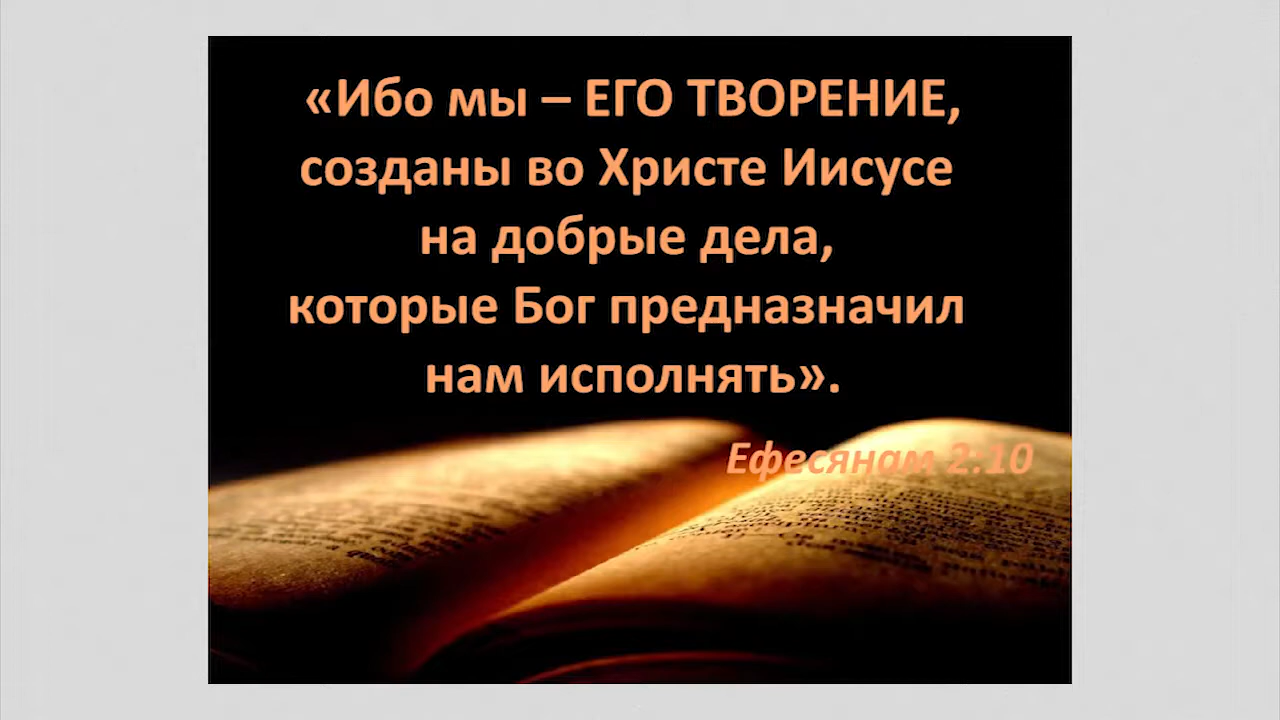 «Ибо мы – ЕГО ТВОРЕНИЕ,
созданы во Христе Иисусе
на добрые дела,
которые Бог предназначил
нам исполнять».
Ефесянам 2:10